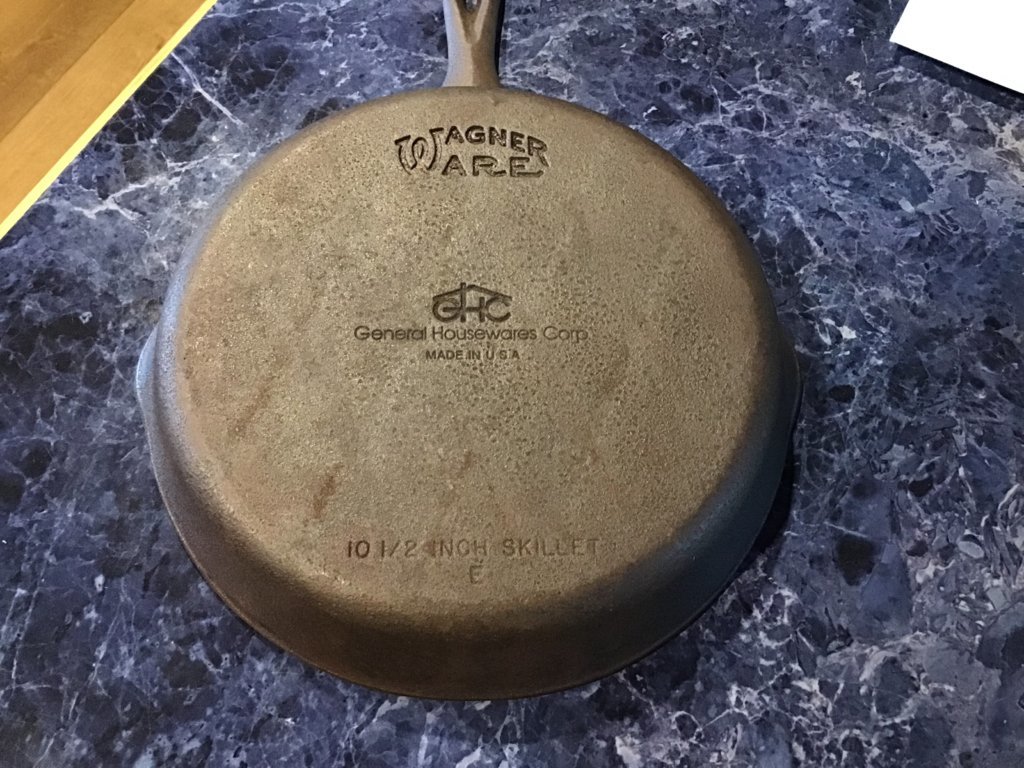 WAGNER
WARE
GHC
General Housewares Corp.
MADE IN U S A
10 1/2 INCH SKILLET
E